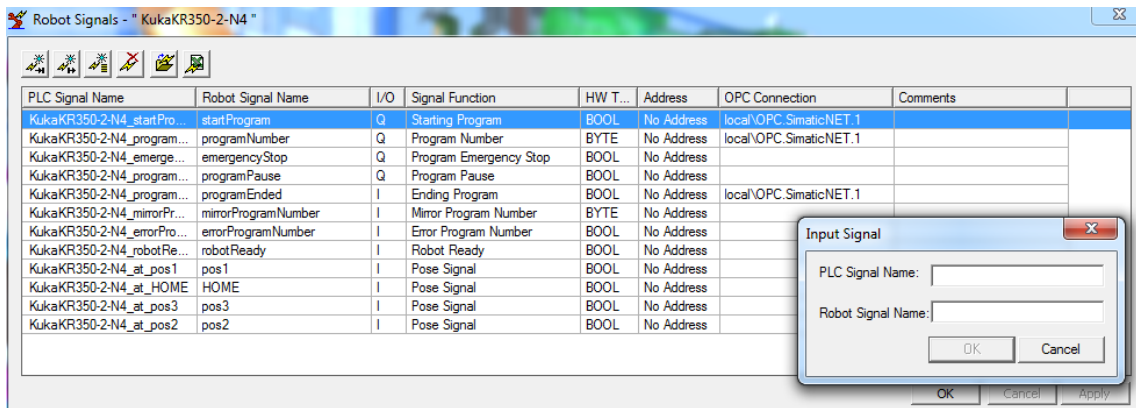 Robot Signals - " KukaKR350-2-N4 "
PLC Signal Name Robot Signal Name I/O Signal Function HW T... Address OPC Connection Comments
KukaKR350-2-N4_startPro... startProgram Q Starting Program BOOL No Address local\OPC.SimaticNET.1
KukaKR350-2-N4_program... programNumber Q Program Number BYTE No Address local\OPC.SimaticNET.1
KukaKR350-2-N4_emerge... emergencyStop Q Program Emergency Stop BOOL No Address
KukaKR350-2-N4_program... programPause Q Program Pause BOOL No Address
KukaKR350-2-N4_program... programEnded I Ending Program BOOL No Address local\OPC.SimaticNET.1
KukaKR350-2-N4_mirrorPr... mirrorProgramNumber I Mirror Program Number BYTE No Address
KukaKR350-2-N4_errorPro... errorProgramNumber I Error Program Number BOOL No Address
KukaKR350-2-N4_robotRe... robotReady I Robot Ready BOOL No Address
KukaKR350-2-N4_at_pos1 pos1 I Pose Signal BOOL No Address
KukaKR350-2-N4_at_HOME HOME I Pose Signal BOOL No Address
KukaKR350-2-N4_at_pos3 pos3 I Pose Signal BOOL No Address
KukaKR350-2-N4_at_pos2 pos2 I Pose Signal BOOL No Address
Input Signal
PLC Signal Name:
Robot Signal Name:
OK Cancel
OK Cancel Apply